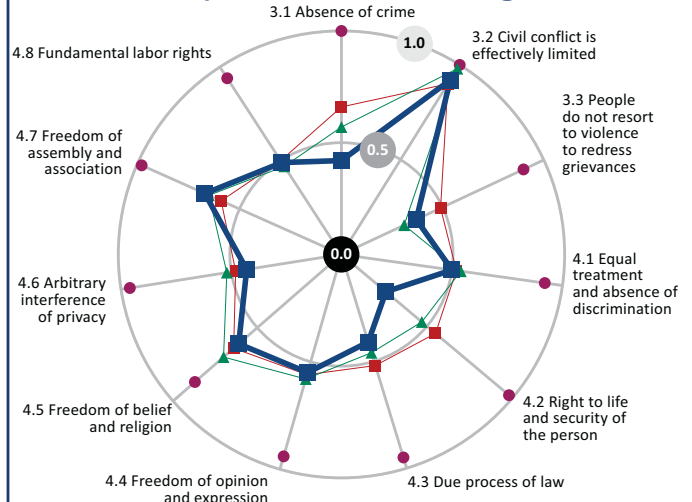 3.1 Absence of crime
1.0
3.2 Civil conflict is
effectively limited
4.8 Fundamental labor rights
3.3 People
do not resort
to violence
to redress
grievances
0.5
4.7 Freedom of
assembly and
association
0.0
4.1 Equal
treatment
and absence of
discrimination
4.6 Arbitrary
interference
of privacy
4.2 Right to life
and security of
the person
4.5 Freedom of belief
and religion
4.4 Freedom of opinion
and expression
4.3 Due process of law